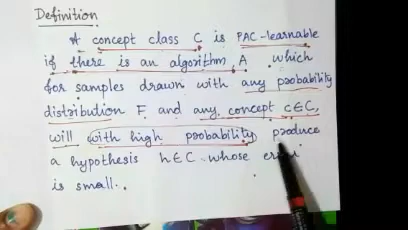 Definition
A concept class C is PAC-learnable
if there is an algorithm A which
for samples drawn with any probability
distribution F and any concept c∈C,
will with high probability produce
a hypothesis h∈C whose error
is small.